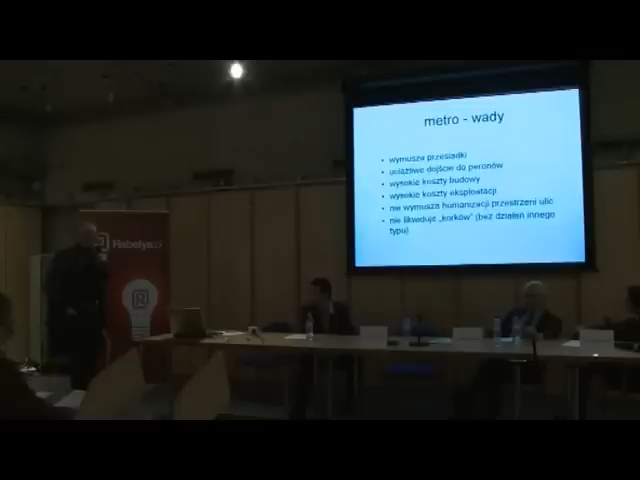 metro - wady
• wymusza przesiadki
• uciążliwe dojście do peronów
• wysokie koszty budowy
• wysokie koszty eksploatacji
• nie wymusza humanizacji przestrzeni ulic
• nie likwiduje „korków” (bez działań innego
typu)
Rebelya
R